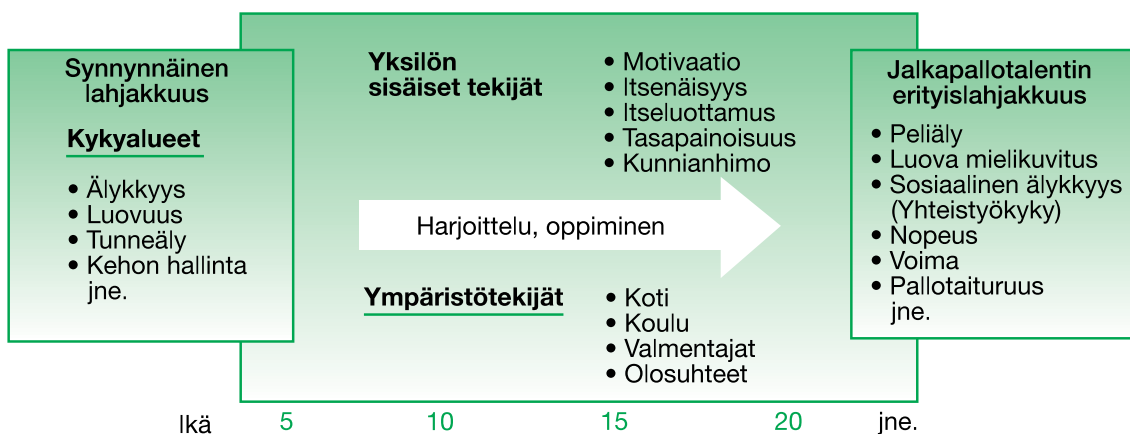 Synnynnäinen
lahjakkuus
Kykyalueet
• Älykkyys
• Luovuus
• Tunneäly
• Kehon hallinta
jne.
Yksilön
sisäiset tekijät
• Motivaatio
• Itsenäisyys
• Itseluottamus
• Tasapainoisuus
• Kunnianhimo
Harjoittelu, oppiminen
Ympäristötekijät
• Koti
• Koulu
• Valmentajat
• Olosuhteet
Jalkapallotalentin
erityislahjakkuus
• Peliäly
• Luova mielikuvitus
• Sosiaalinen älykkyys
(Yhteistyökyky)
• Nopeus
• Voima
• Pallotaituruus
jne.
Ikä 5 10 15 20 jne.